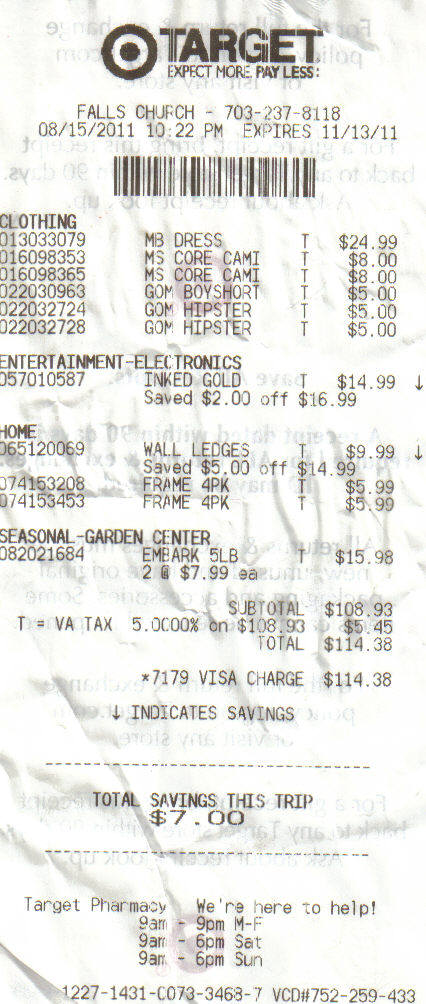 TARGET
EXPECT MORE. PAY LESS.
FALLS CHURCH - 703-237-8118
08/15/2011 10:22 PM EXPIRES 11/13/11
CLOTHING
013033079 MB DRESS T $24.99
016098353 MS CORE CAMI T $8.00
016098365 MS CORE CAMI T $8.00
022030963 GOM BOYSHORT T $5.00
022032724 GOM HIPSTER T $5.00
022032728 GOM HIPSTER T $5.00
ENTERTAINMENT-ELECTRONICS
057010587 INKED GOLD T $14.99 ↓
Saved $2.00 off $16.99
HOME
065120069 WALL LEDGES T $9.99 ↓
Saved $5.00 off $14.99
074153208 FRAME 4PK T $5.99
074153453 FRAME 4PK T $5.99
SEASONAL-GARDEN CENTER
082021684 EMBARK 5LB T $15.98
2 @ $7.99 ea
SUBTOTAL $108.93
T = VA TAX 5.0000% on $108.93 $5.45
TOTAL $114.38
*7179 VISA CHARGE $114.38
↓ INDICATES SAVINGS
TOTAL SAVINGS THIS TRIP
$7.00
Target Pharmacy We're here to help!
9am - 9pm M-F
9am - 6pm Sat
9am - 6pm Sun
1227-1431-0073-3468-7 VCD#752-259-433